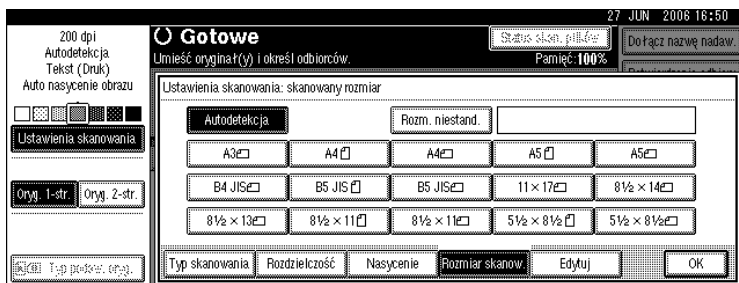 27 JUN 2006 16:50
200 dpi
Autodetekcja
Tekst (Druk)
Auto nasycenie obrazu
Ustawienia skanowania
Oryg. 1-str. Oryg. 2-str.
Gotowe
Status skan. plików
Dołącz nazwę nadaw.
Umieść oryginał(y) i określ odbiorców.
Pamięć:100%
Ustawienia skanowania: skanowany rozmiar
Autodetekcja Rozm. niestand.
A3 A4 A4 A5 A5
B4 JIS B5 JIS B5 JIS 11×17 8½×14
8½×13 8½×11 8½×11 5½×8½ 5½×8½
Typ skanowania Rozdzielczość Nasycenie Rozmiar skanow. Edytuj OK